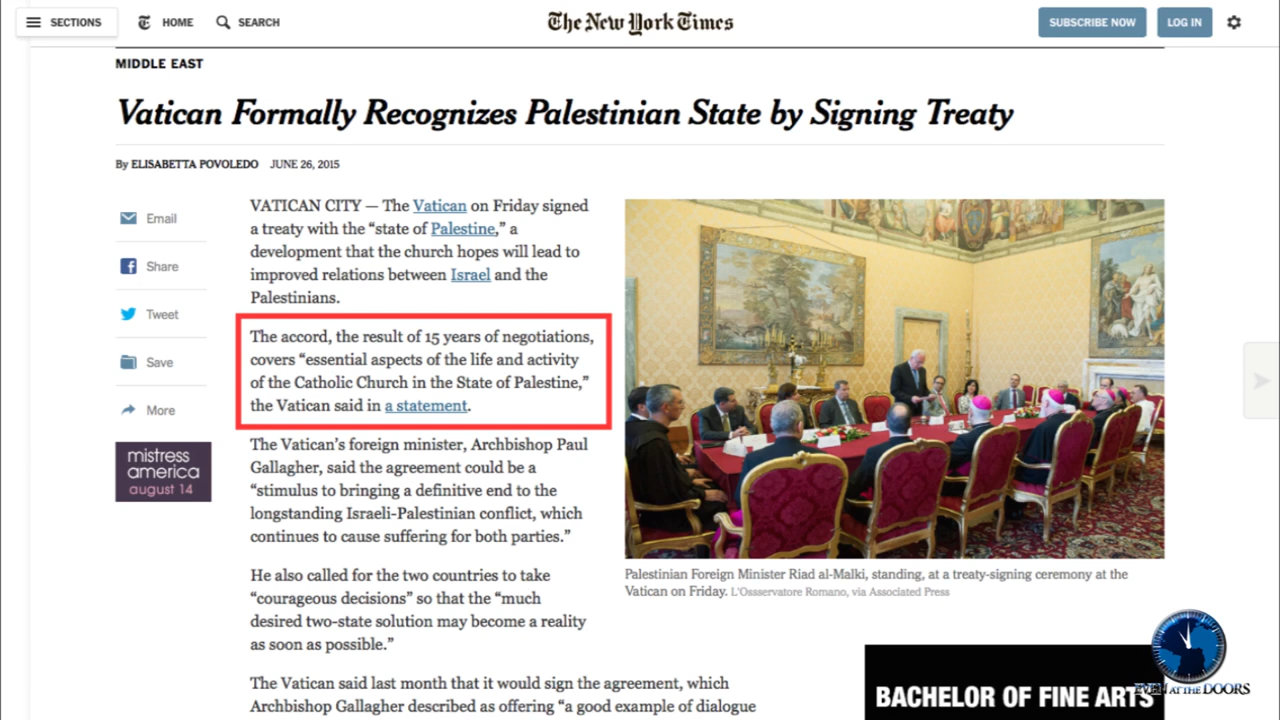 SECTIONS
HOME
SEARCH
The New York Times
SUBSCRIBE NOW
LOG IN
MIDDLE EAST
Vatican Formally Recognizes Palestinian State by Signing Treaty
By ELISABETTA POVOLEDO JUNE 26, 2015
Email
Share
Tweet
Save
More
mistress
america
august 14
VATICAN CITY — The Vatican on Friday signed
a treaty with the “state of Palestine,” a
development that the church hopes will lead to
improved relations between Israel and the
Palestinians.
The accord, the result of 15 years of negotiations,
covers “essential aspects of the life and activity
of the Catholic Church in the State of Palestine,”
the Vatican said in a statement.
The Vatican’s foreign minister, Archbishop Paul
Gallagher, said the agreement could be a
“stimulus to bringing a definitive end to the
longstanding Israeli-Palestinian conflict, which
continues to cause suffering for both parties.”
He also called for the two countries to take
“courageous decisions” so that the “much
desired two-state solution may become a reality
as soon as possible.”
The Vatican said last month that it would sign the agreement, which
Archbishop Gallagher described as offering “a good example of dialogue
Palestinian Foreign Minister Riad al-Malki, standing, at a treaty-signing ceremony at the
Vatican on Friday. L'Ossservatore Romano, via Associated Press
BACHELOR OF FINE ARTS
EVEN AT THE DOORS